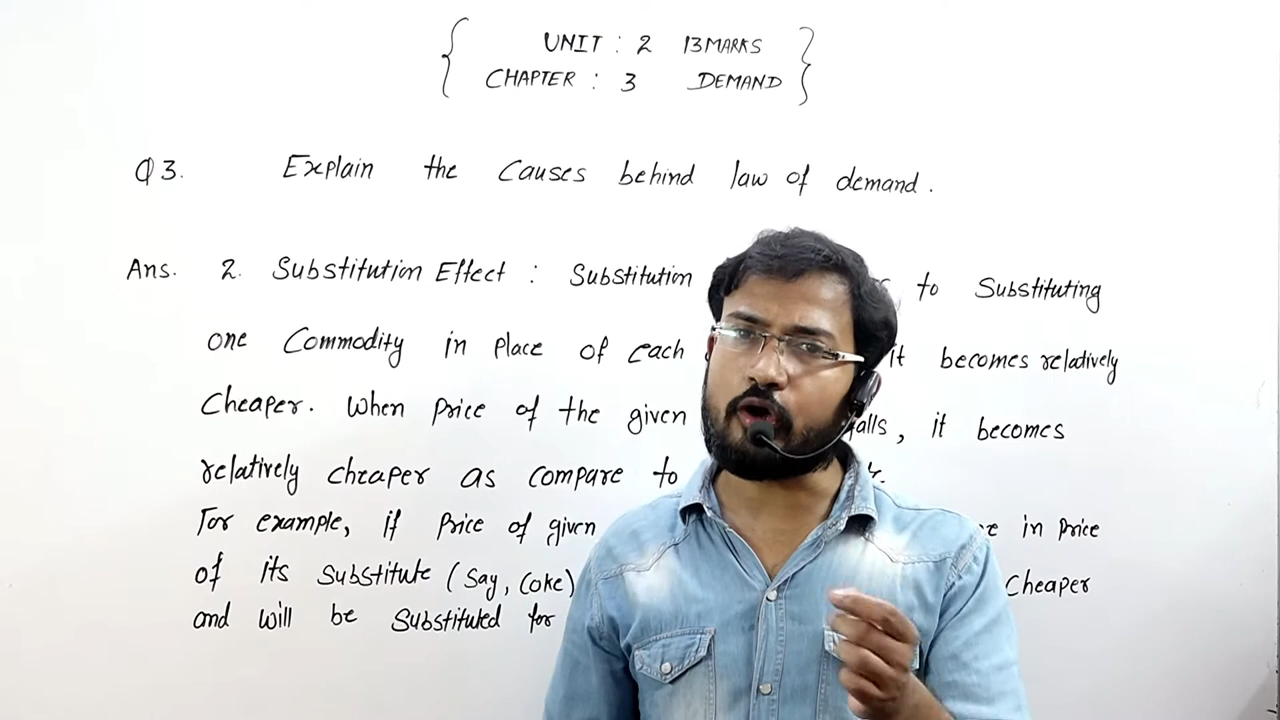 UNIT : 2 13 MARKS
CHAPTER : 3 DEMAND
Q 3. Explain the Causes behind law of demand.
Ans. 2. Substitution Effect : Substitution to Substituting
one Commodity in place of each it becomes relatively
Cheaper. When price of the given falls, it becomes
relatively cheaper as compare to
For example, if price of given in price
of its substitute (say, Coke) Cheaper
and will be substituted for